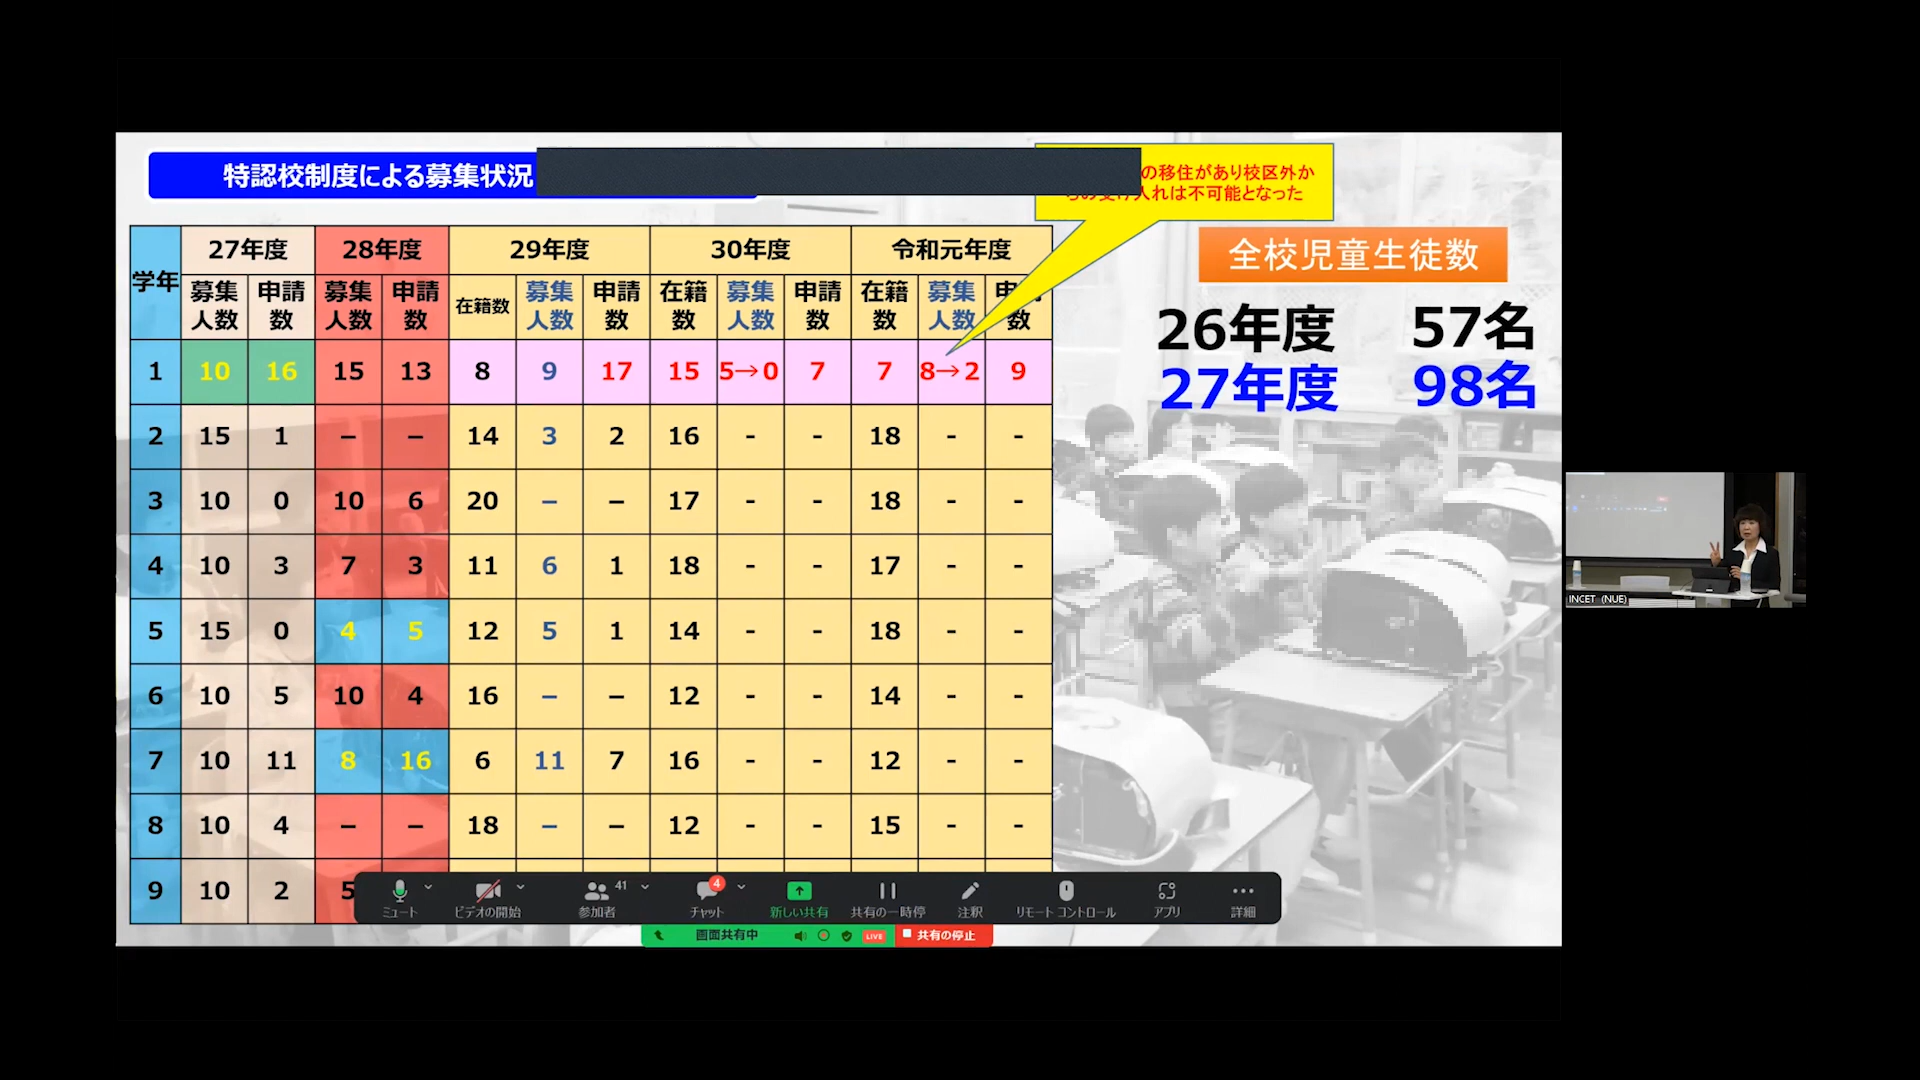 特認校制度による募集状況
の移住があり校区外か
入れは不可能となった
学年 27年度 28年度 29年度 30年度 令和元年度
募集人数 申請数 募集人数 申請数 在籍数 募集人数 申請数 在籍数 募集人数 申請数 在籍数 募集人数 数
1 10 16 15 13 8 9 17 15 5→0 7 7 8→2 9
2 15 1 – – 14 3 2 16 - - 18 - -
3 10 0 10 6 20 – – 17 - - 18 - -
4 10 3 7 3 11 6 1 18 - - 17 - -
5 15 0 4 5 12 5 1 14 - - 18 - -
6 10 5 10 4 16 – – 12 - - 14 - -
7 10 11 8 16 6 11 7 16 - - 12 - -
8 10 4 – – 18 – – 12 - - 15 - -
9 10 2 5
全校児童生徒数
26年度 57名
27年度 98名
INCET (NUE)
41 4
ミュート ビデオの開始 参加者 チャット 新しい共有 共有の一時停 注釈 リモート コントロール アプリ 詳細
画面共有中 LIVE 共有の停止